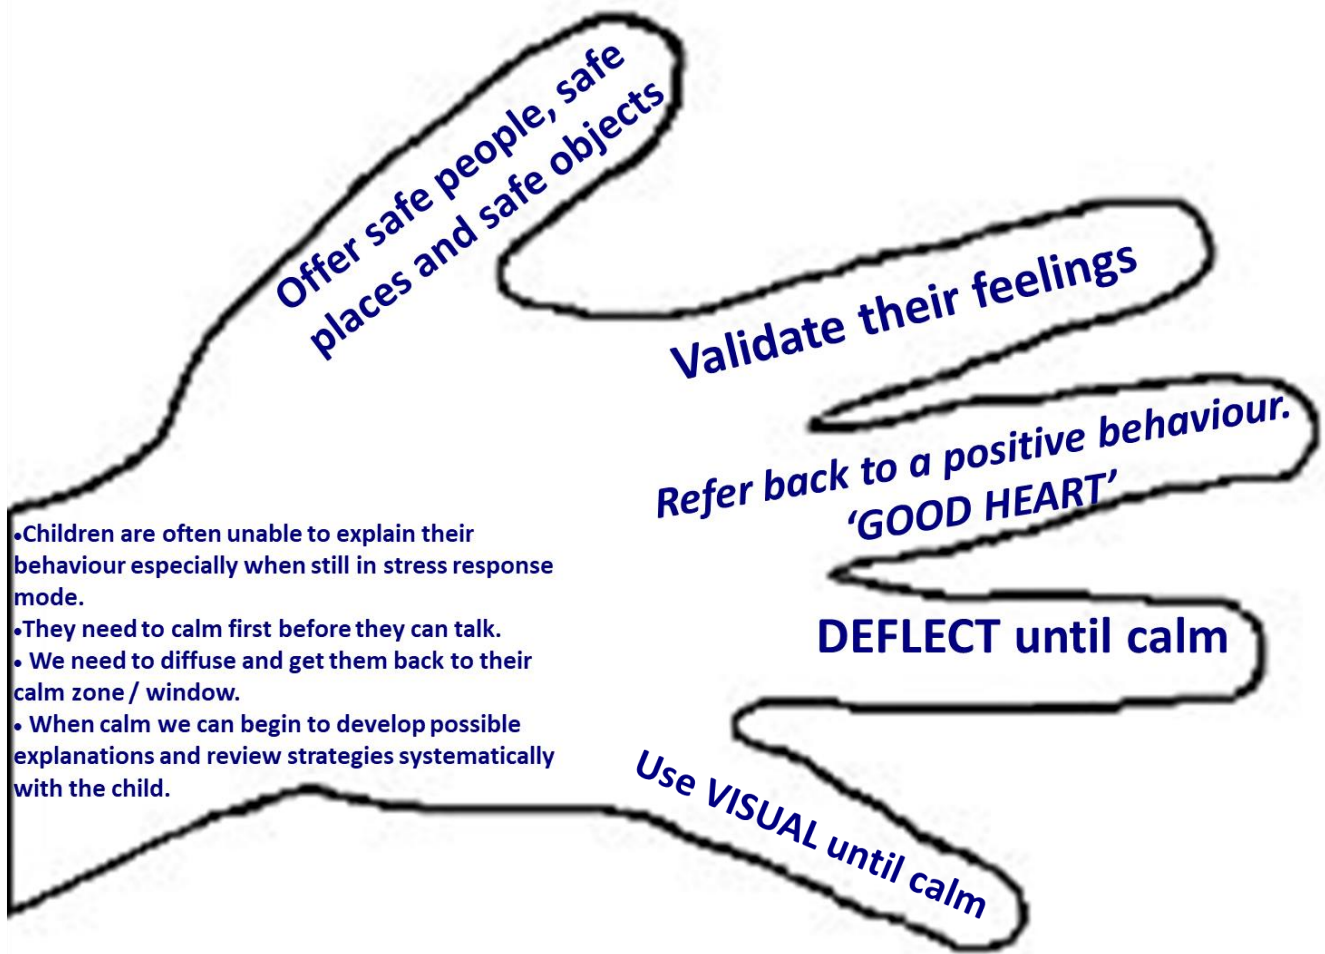 Offer safe people, safe
places and safe objects
Validate their feelings
Refer back to a positive behaviour.
‘GOOD HEART’
DEFLECT until calm
Use VISUAL until calm
•Children are often unable to explain their
behaviour especially when still in stress response
mode.
•They need to calm first before they can talk.
• We need to diffuse and get them back to their
calm zone / window.
• When calm we can begin to develop possible
explanations and review strategies systematically
with the child.